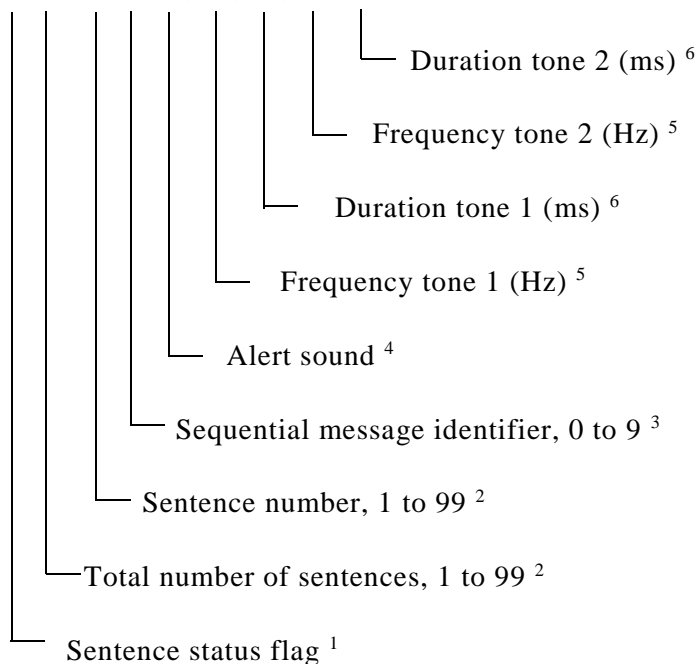 Duration tone 2 (ms) 6
Frequency tone 2 (Hz) 5
Duration tone 1 (ms) 6
Frequency tone 1 (Hz) 5
Alert sound 4
Sequential message identifier, 0 to 9 3
Sentence number, 1 to 99 2
Total number of sentences, 1 to 99 2
Sentence status flag 1